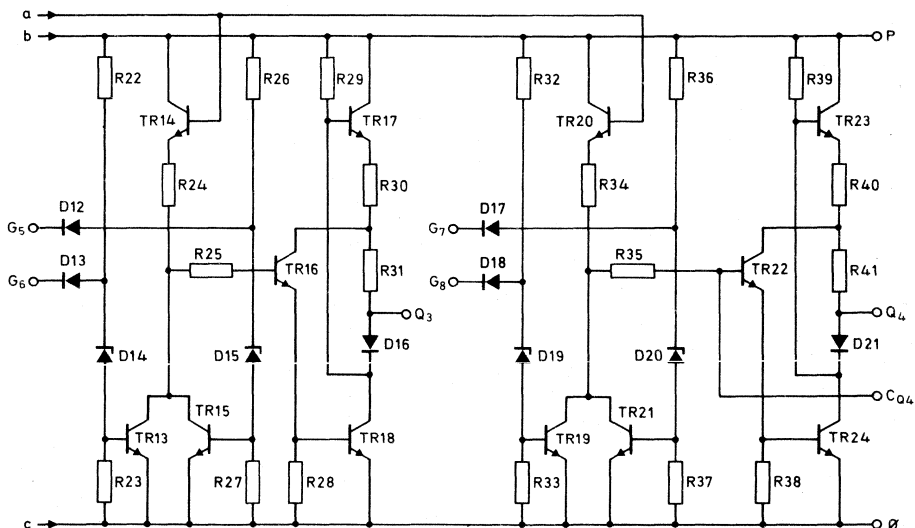 a
b P
R22 R26 R29 R32 R36 R39
TR14 TR17 TR20 TR23
R24 R30 R34 R40
D12 D17
G5 G7
D13 R25 TR16 R31 D18 R35 TR22 R41
G6 G8
Q3 Q4
D14 D15 D16 D19 D20 D21
CQ4
TR13 TR15 TR18 TR19 TR21 TR24
R23 R27 R28 R33 R37 R38
c Ø